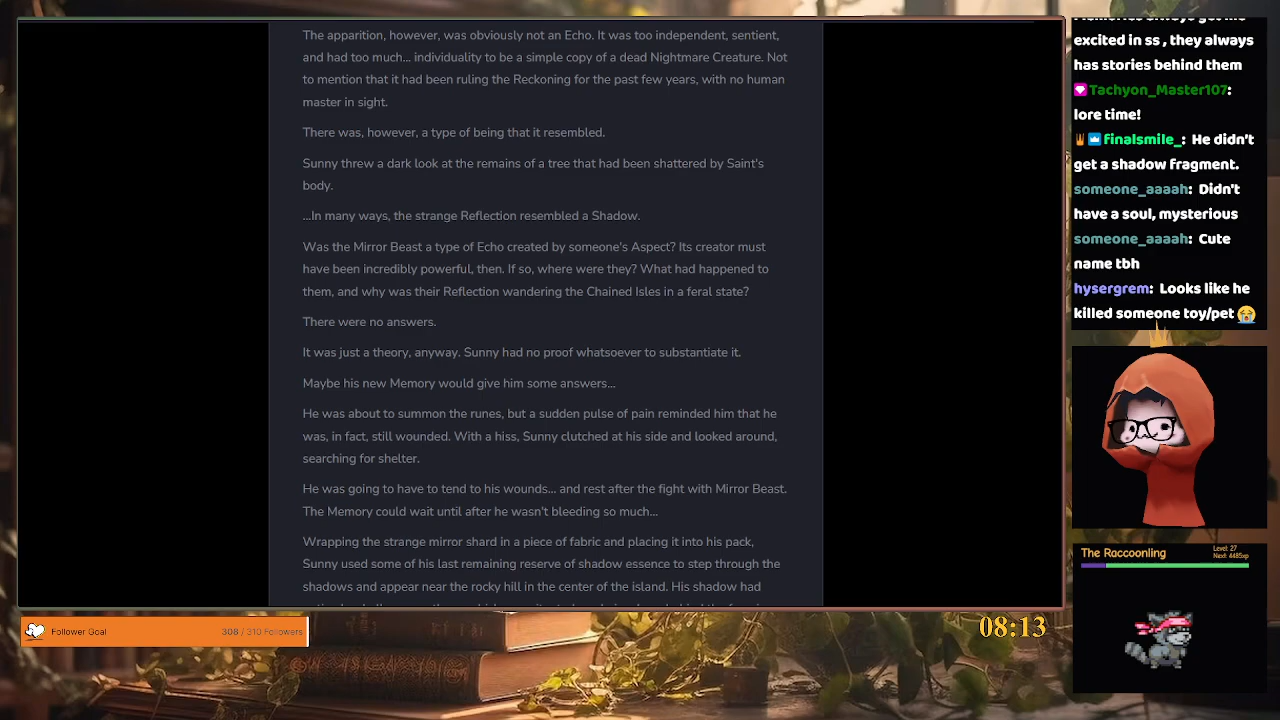 The apparition, however, was obviously not an Echo. It was too independent, sentient,
and had too much... individuality to be a simple copy of a dead Nightmare Creature. Not
to mention that it had been ruling the Reckoning for the past few years, with no human
master in sight.
There was, however, a type of being that it resembled.
Sunny threw a dark look at the remains of a tree that had been shattered by Saint's
body.
...In many ways, the strange Reflection resembled a Shadow.
Was the Mirror Beast a type of Echo created by someone's Aspect? Its creator must
have been incredibly powerful, then. If so, where were they? What had happened to
them, and why was their Reflection wandering the Chained Isles in a feral state?
There were no answers.
It was just a theory, anyway. Sunny had no proof whatsoever to substantiate it.
Maybe his new Memory would give him some answers...
He was about to summon the runes, but a sudden pulse of pain reminded him that he
was, in fact, still wounded. With a hiss, Sunny clutched at his side and looked around,
searching for shelter.
He was going to have to tend to his wounds... and rest after the fight with Mirror Beast.
The Memory could wait until after he wasn't bleeding so much...
Wrapping the strange mirror shard in a piece of fabric and placing it into his pack,
Sunny used some of his last remaining reserve of shadow essence to step through the
shadows and appear near the rocky hill in the center of the island. His shadow had
excited in ss , they always
has stories behind them
Tachyon_Master107:
lore time!
finalsmile_: He didn't
get a shadow fragment.
someone_aaaah: Didn't
have a soul, mysterious
someone_aaaah: Cute
name tbh
hysergrem: Looks like he
killed someone toy/pet 😭
The Raccoonling
Level: 27
Next: 4485xp
Follower Goal
306 / 310 Followers
08:13